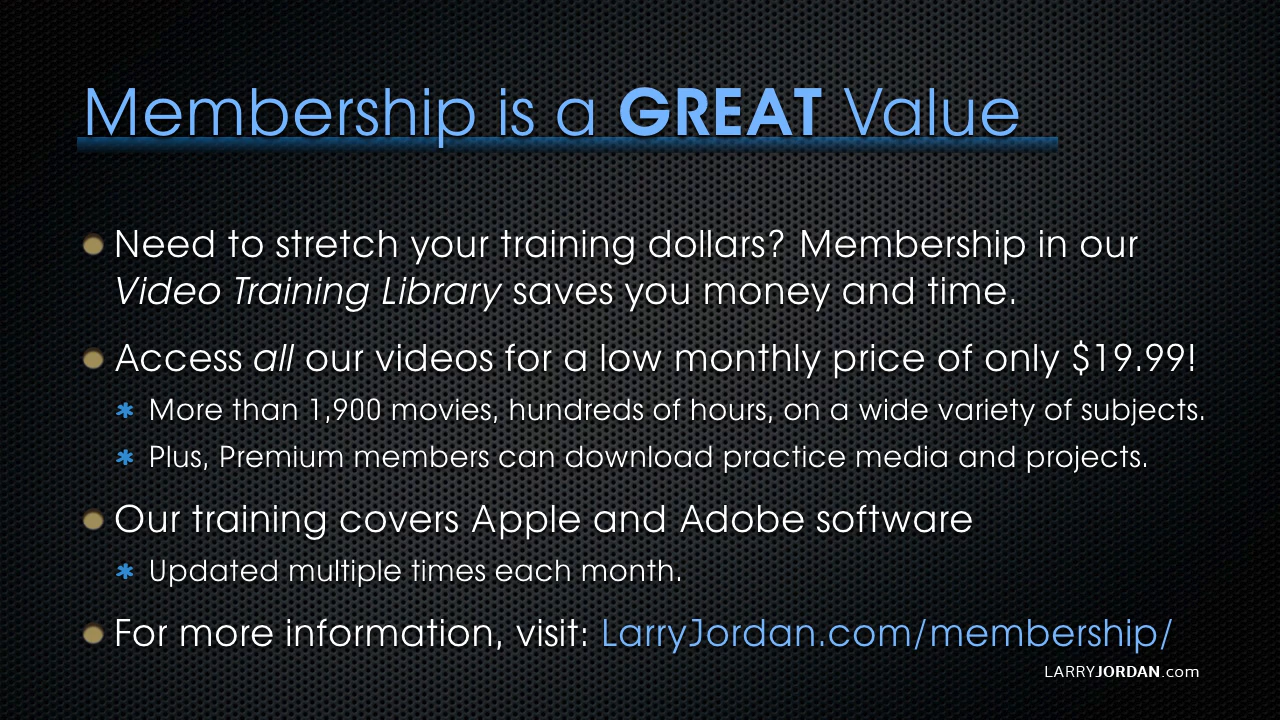 Membership is a GREAT Value
Need to stretch your training dollars? Membership in our
Video Training Library saves you money and time.
Access all our videos for a low monthly price of only $19.99!
More than 1,900 movies, hundreds of hours, on a wide variety of subjects.
Plus, Premium members can download practice media and projects.
Our training covers Apple and Adobe software
Updated multiple times each month.
For more information, visit: LarryJordan.com/membership/
LARRYJORDAN.com